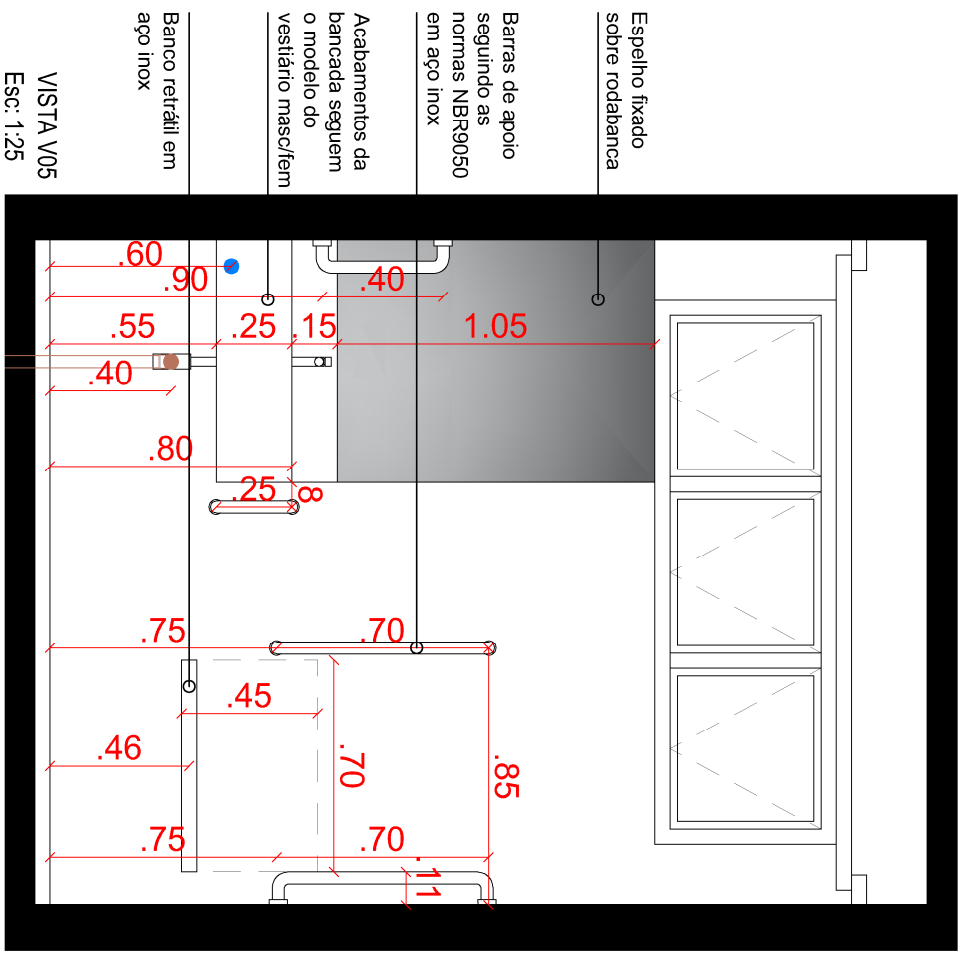 Espelho fixado
sobre rodabanca
Barras de apoio
seguindo as
normas NBR9050
em aço inox
Acabamentos da
bancada seguem
o modelo do
vestiário masc/fem
Banco retrátil em
aço inox
VISTA V05
Esc: 1:25
.60
.90
.40
.55
.25
.15
1.05
.40
.80
.25
8
.75
.70
.45
.70
.85
.46
.75
.70
.11